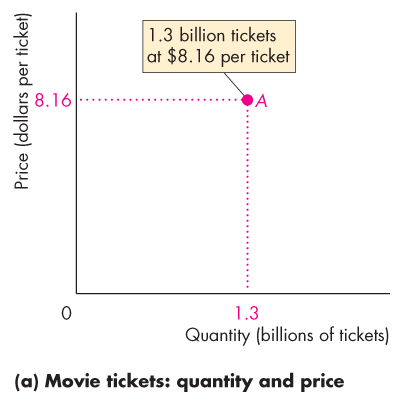 1.3 billion tickets
at $8.16 per ticket
Price (dollars per ticket)
8.16
A
0
1.3
Quantity (billions of tickets)
(a) Movie tickets: quantity and price